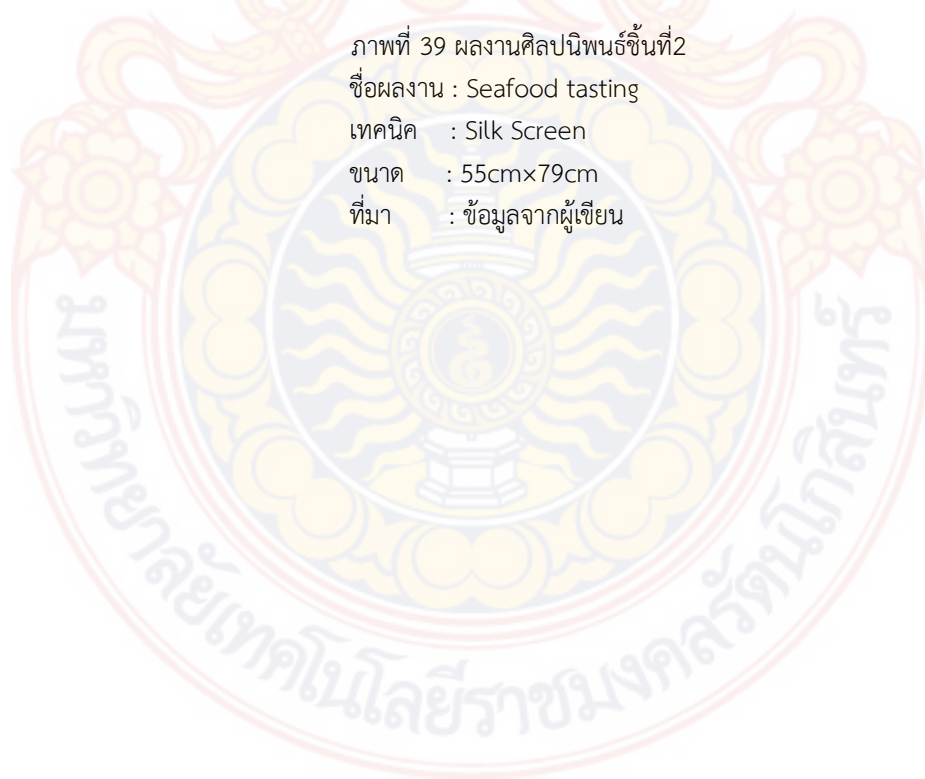 ภาพที่ 39 ผลงานศิลปนิพนธ์ชิ้นที่2
ชื่อผลงาน : Seafood tasting
เทคนิค : Silk Screen
ขนาด : 55cm×79cm
ที่มา : ข้อมูลจากผู้เขียน
มหาวิทยาลัยเทคโนโลยีราชมงคลรัตนโกสินทร์